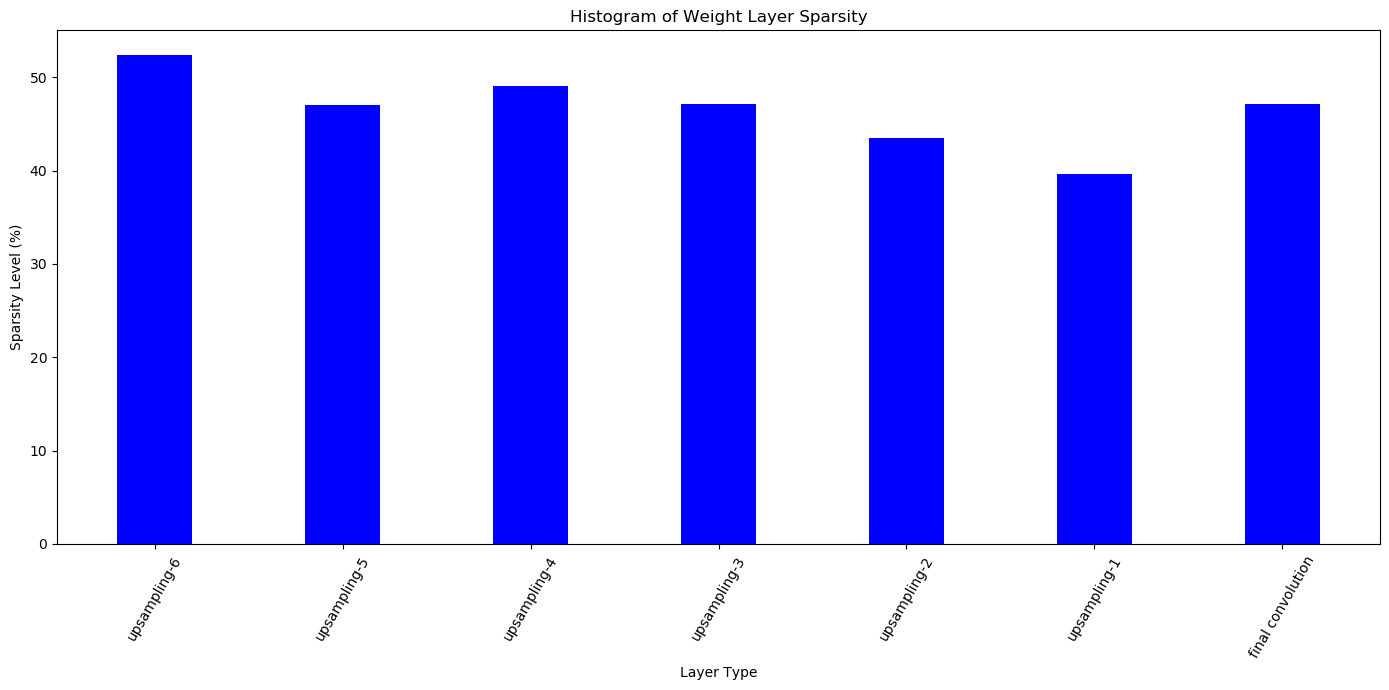 Histogram of Weight Layer Sparsity
Sparsity Level (%)
50
40
30
20
10
0
upsampling-6
upsampling-5
upsampling-4
upsampling-3
upsampling-2
upsampling-1
final convolution
Layer Type